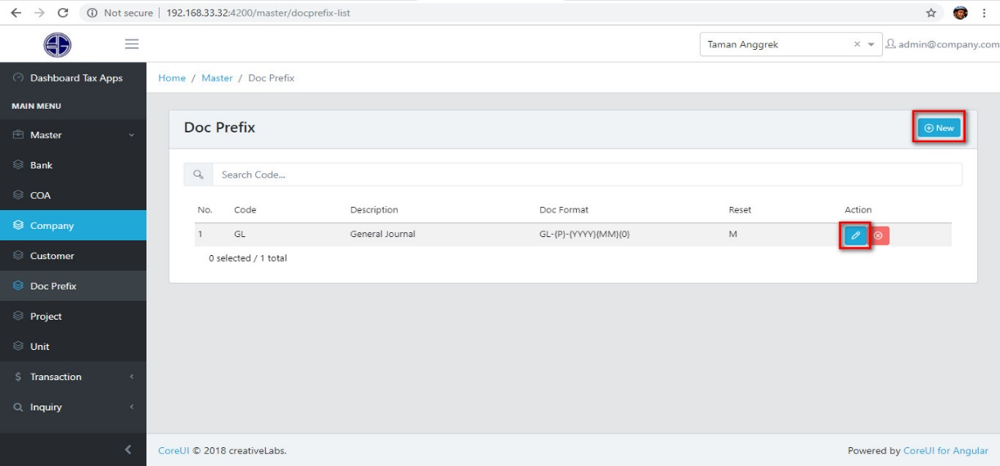 Not secure | 192.168.33.32:4200/master/docprefix-list
Taman Anggrek
admin@company.com
Dashboard Tax Apps
Home / Master / Doc Prefix
MAIN MENU
Master
Bank
COA
Company
Customer
Doc Prefix
Project
Unit
Transaction
Inquiry
Doc Prefix
New
Search Code...
No. Code Description Doc Format Reset Action
1 GL General Journal GL-{P}-{YYYY}{MM}{0} M
0 selected / 1 total
CoreUI © 2018 creativeLabs.
Powered by CoreUI for Angular